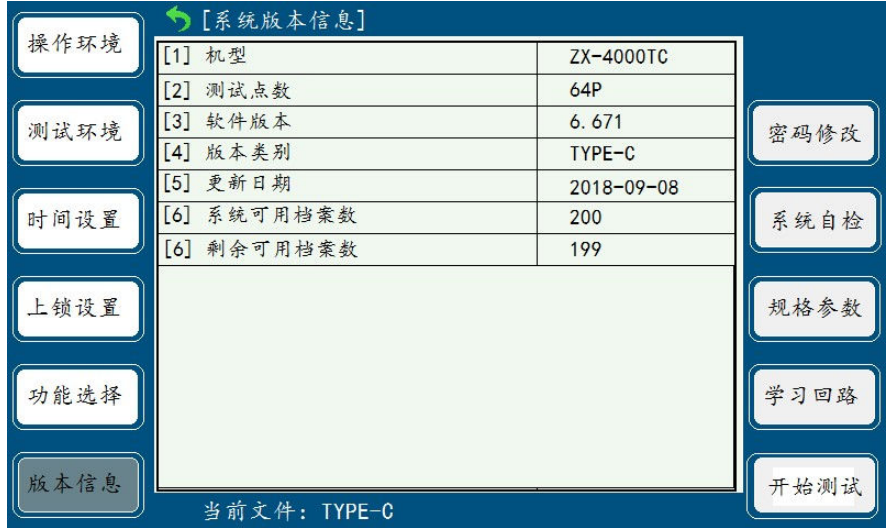 [系统版本信息]
操作环境
测试环境
时间设置
上锁设置
功能选择
版本信息
[1] 机型 ZX-4000TC
[2] 测试点数 64P
[3] 软件版本 6.671
[4] 版本类别 TYPE-C
[5] 更新日期 2018-09-08
[6] 系统可用档案数 200
[6] 剩余可用档案数 199
密码修改
系统自检
规格参数
学习回路
开始测试
当前文件: TYPE-C